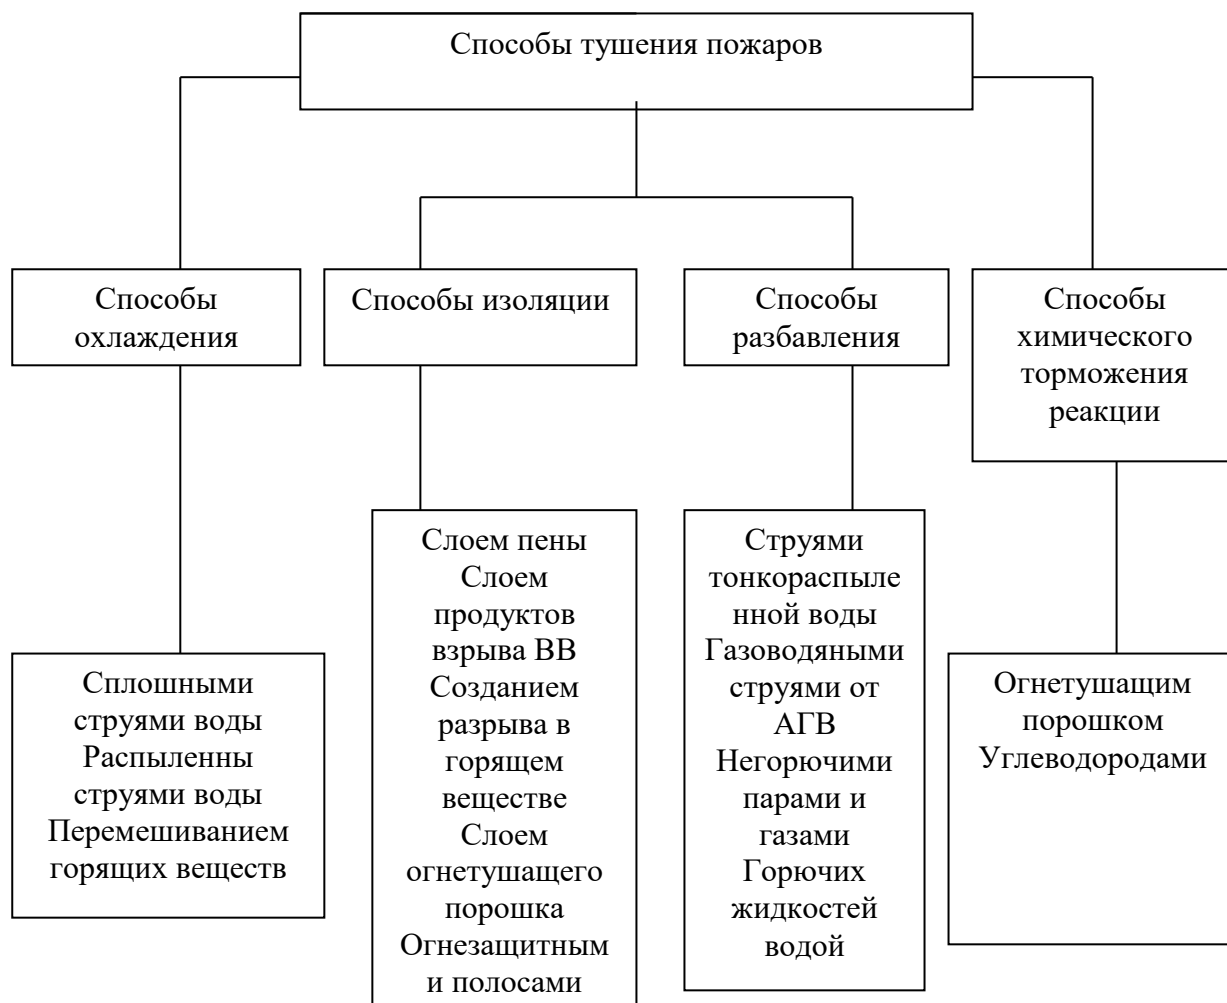 Способы тушения пожаров
Способы
охлаждения
Способы изоляции
Способы
разбавления
Способы
химического
торможения
реакции
Сплошными
струями воды
Распыленны
струями воды
Перемешиванием
горящих веществ
Слоем пены
Слоем
продуктов
взрыва ВВ
Созданием
разрыва в
горящем
веществе
Слоем
огнетушащего
порошка
Огнезащитным
и полосами
Струями
тонкораспыле
нной воды
Газоводяными
струями от
АГВ
Негорючими
парами и
газами
Горючих
жидкостей
водой
Огнетушащим
порошком
Углеводородами